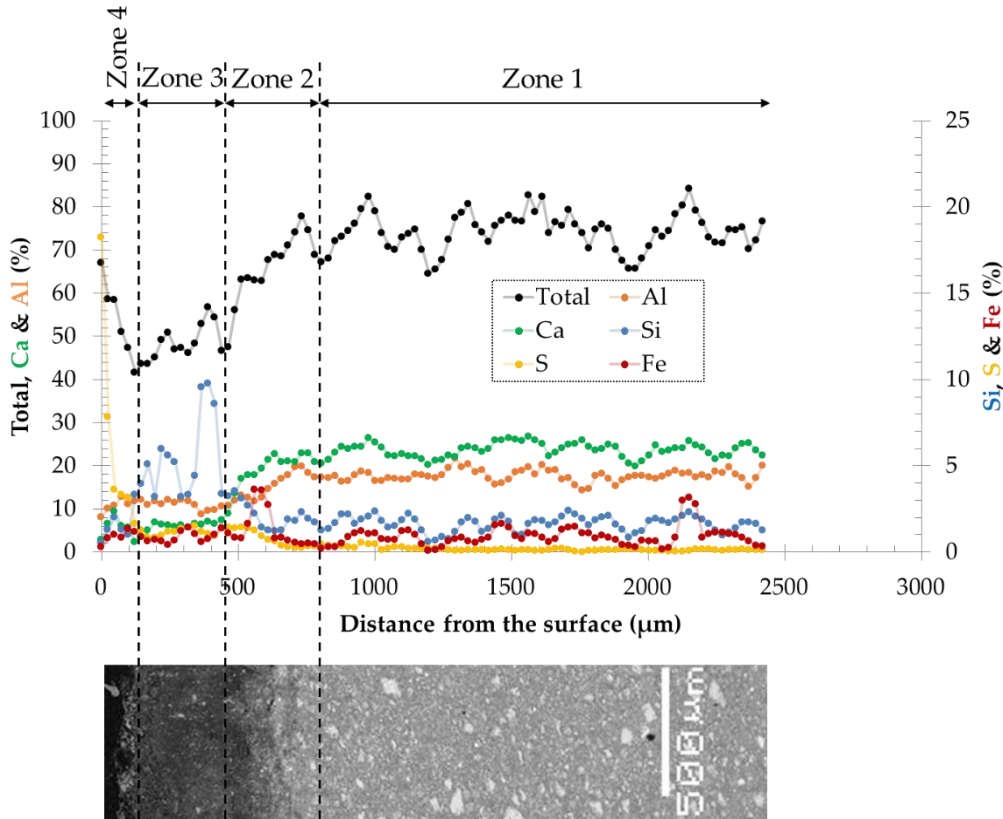 Zone 4
Zone 3
Zone 2
Zone 1
100
90
80
70
60
50
40
30
20
10
0
Total, Ca & Al (%)
25
20
15
10
5
0
Si, S & Fe (%)
Total
Al
Ca
Si
S
Fe
0
500
1000
1500
2000
2500
3000
Distance from the surface (μm)
500 μm